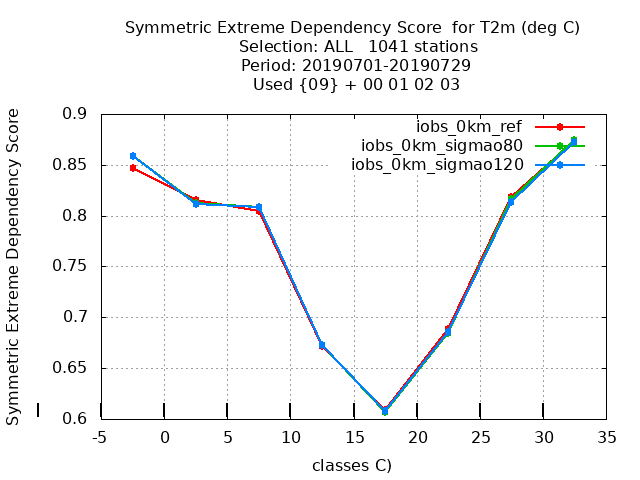 Symmetric Extreme Dependency Score  for T2m (deg C)
Selection: ALL   1041 stations
Period: 20190701-20190729
Used {09} + 00 01 02 03
Symmetric Extreme Dependency Score
0.9
0.85
0.8
0.75
0.7
0.65
0.6
iobs_0km_ref
iobs_0km_sigmao80
iobs_0km_sigmao120
-5 0 5 10 15 20 25 30 35
classes C)